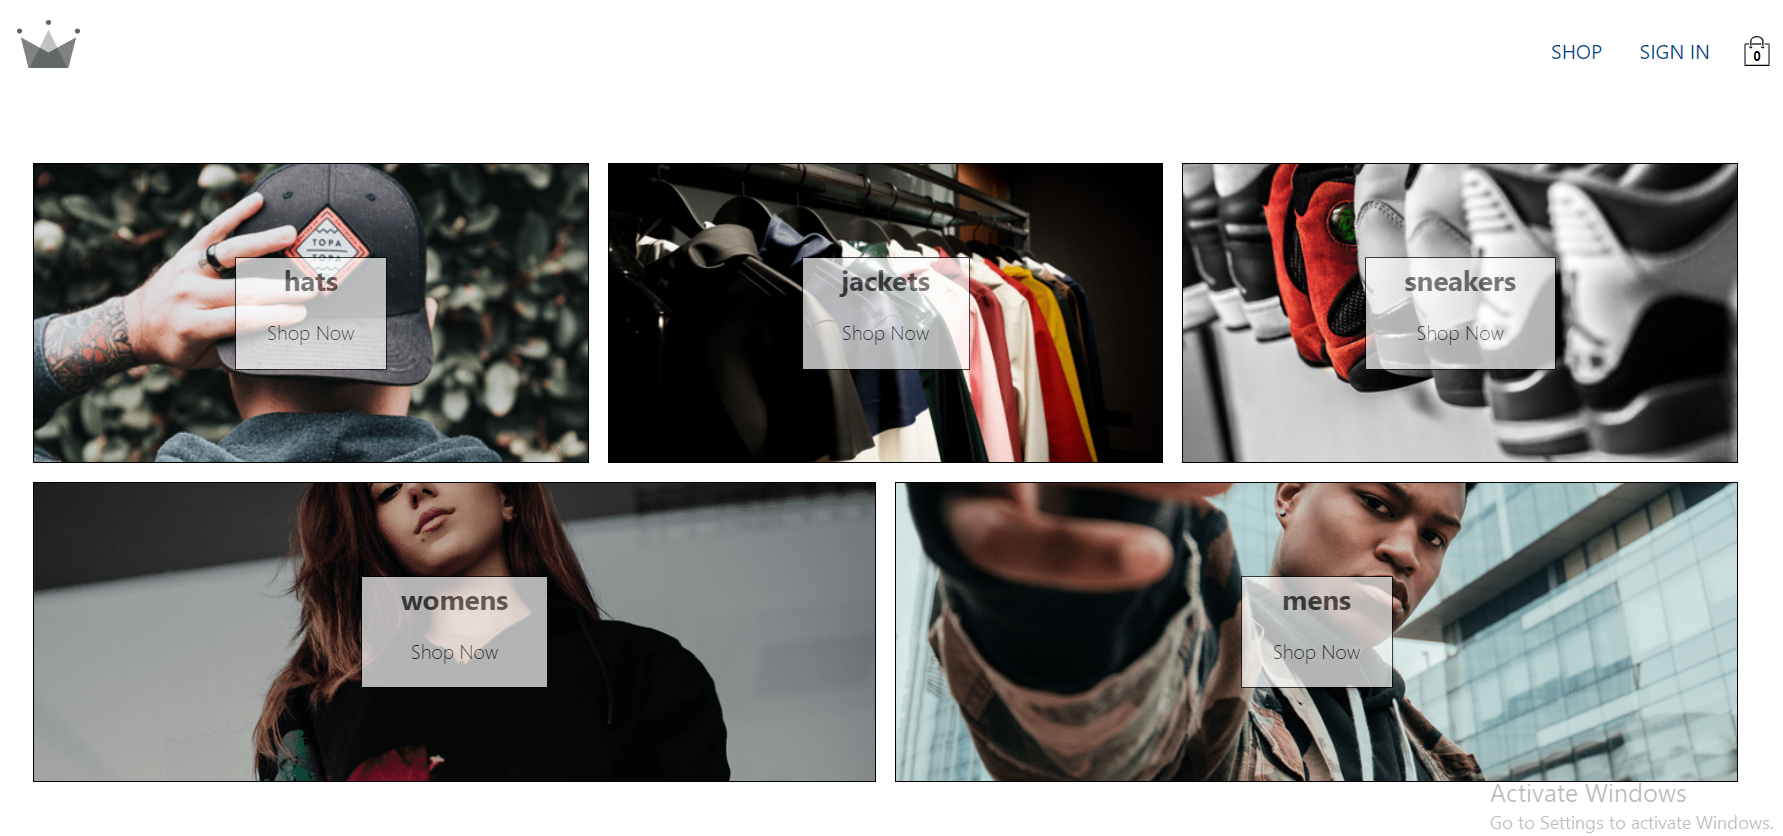 SHOP
SIGN IN
0
TOPA
TOPA
hats
Shop Now
jackets
Shop Now
sneakers
Shop Now
womens
Shop Now
mens
Shop Now
Activate Windows
Go to Settings to activate Windows.